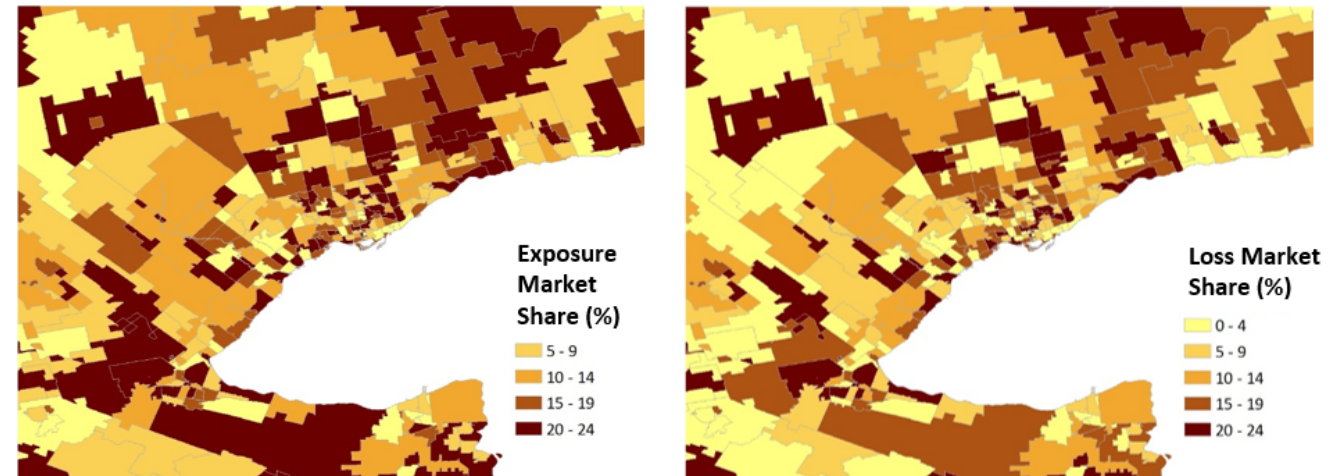 Exposure
Market
Share (%)
5 - 9
10 - 14
15 - 19
20 - 24
Loss Market
Share (%)
0 - 4
5 - 9
10 - 14
15 - 19
20 - 24